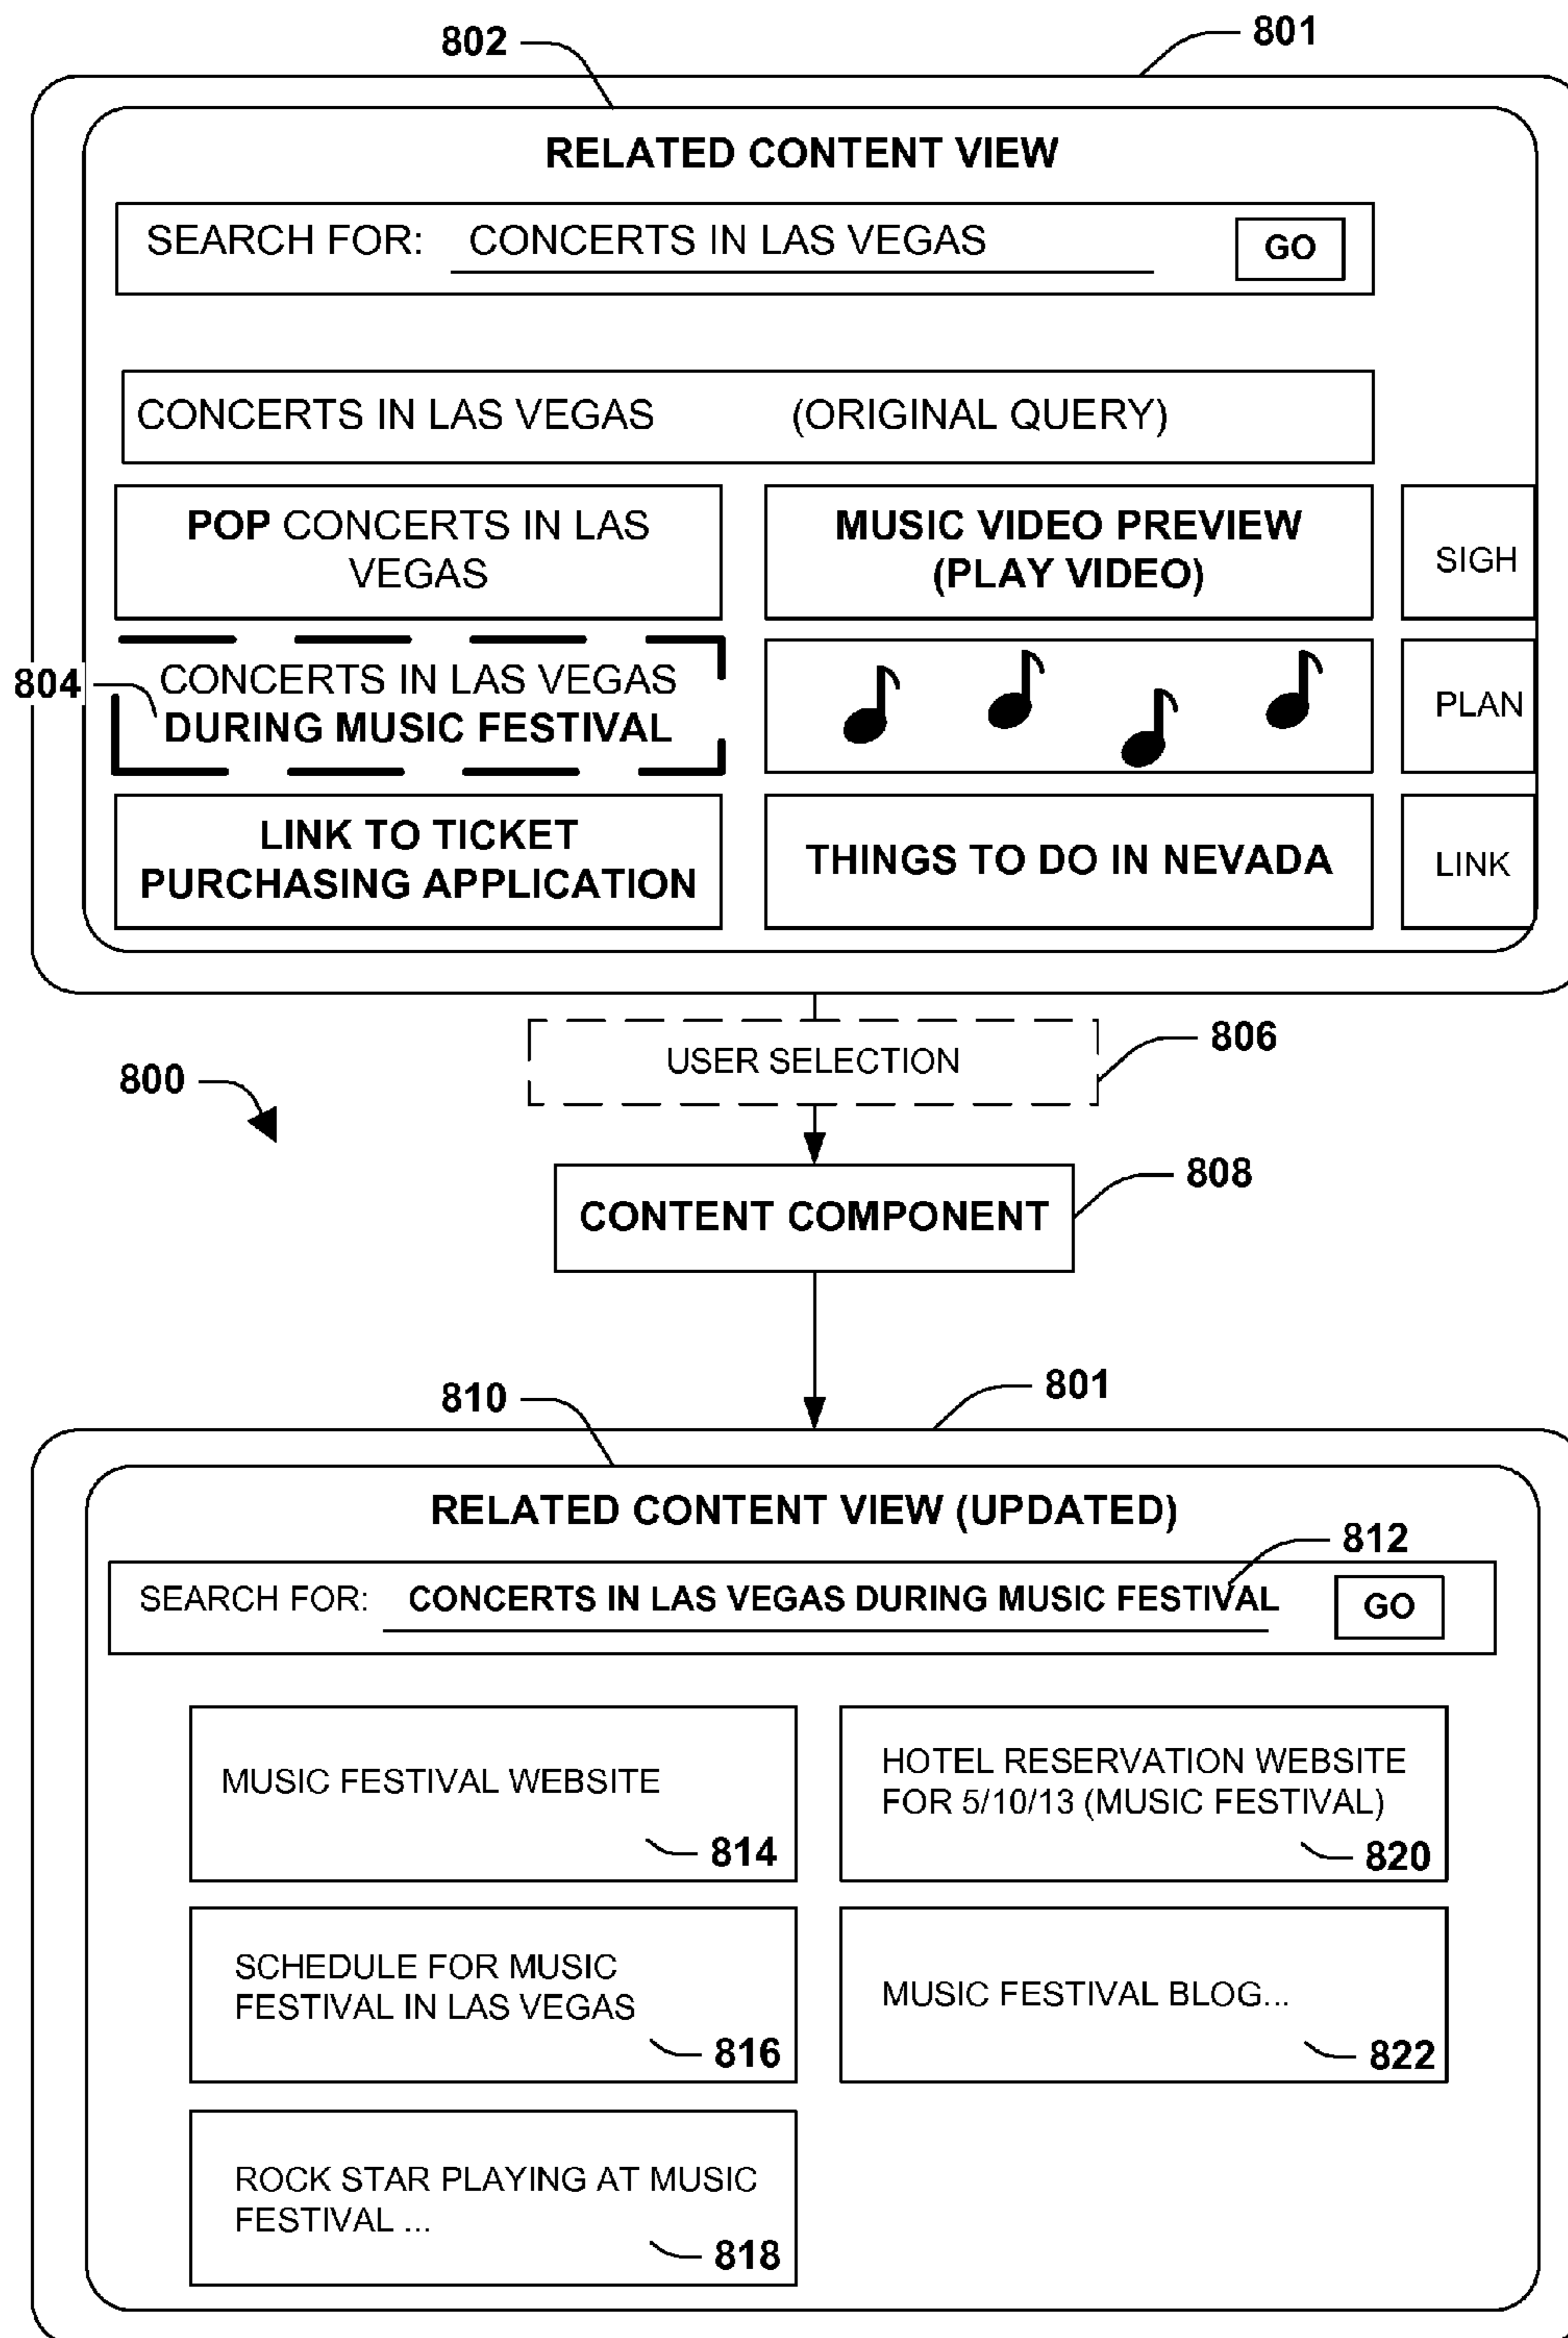 802
801
RELATED CONTENT VIEW
SEARCH FOR: CONCERTS IN LAS VEGAS GO
CONCERTS IN LAS VEGAS (ORIGINAL QUERY)
POP CONCERTS IN LAS
VEGAS
MUSIC VIDEO PREVIEW
(PLAY VIDEO)
SIGH
804
CONCERTS IN LAS VEGAS
DURING MUSIC FESTIVAL
PLAN
LINK TO TICKET
PURCHASING APPLICATION
THINGS TO DO IN NEVADA
LINK
USER SELECTION
806
800
CONTENT COMPONENT
808
810
801
RELATED CONTENT VIEW (UPDATED)
812
SEARCH FOR: CONCERTS IN LAS VEGAS DURING MUSIC FESTIVAL GO
MUSIC FESTIVAL WEBSITE
814
HOTEL RESERVATION WEBSITE
FOR 5/10/13 (MUSIC FESTIVAL)
820
SCHEDULE FOR MUSIC
FESTIVAL IN LAS VEGAS
816
MUSIC FESTIVAL BLOG...
822
ROCK STAR PLAYING AT MUSIC
FESTIVAL ...
818